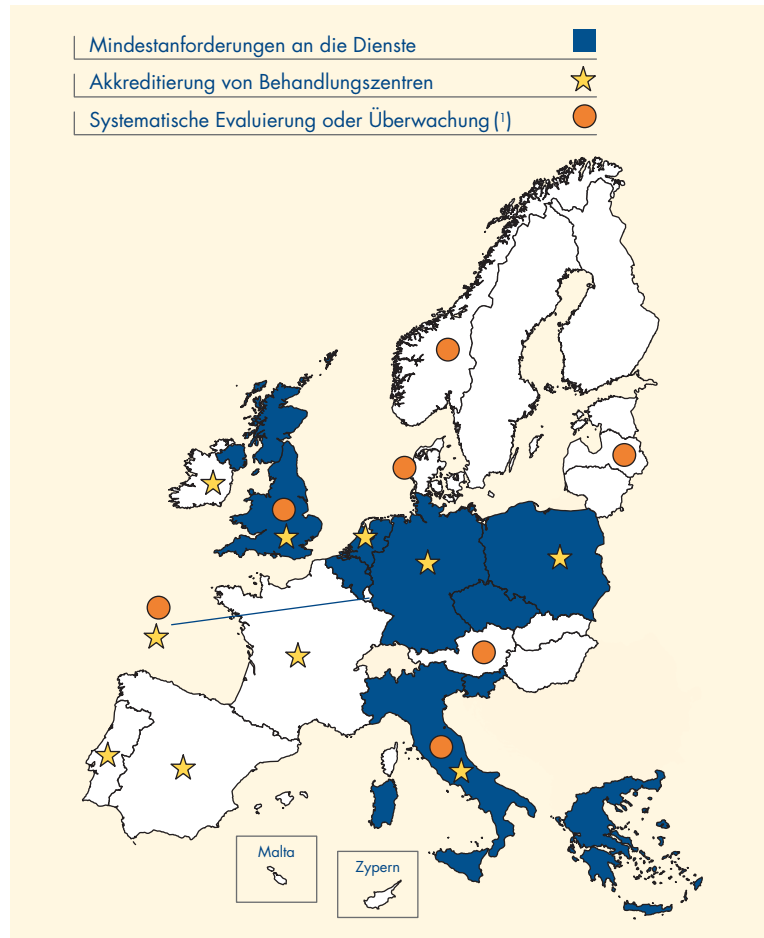 Mindestanforderungen an die Dienste
Akkreditierung von Behandlungszentren
Systematische Evaluierung oder Überwachung (¹)
Malta
Zypern